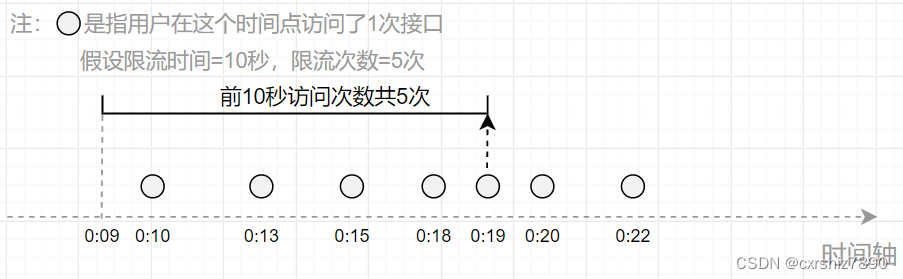 注：是指用户在这个时间点访问了1次接口
假设限流时间=10秒，限流次数=5次
前10秒访问次数共5次
0:09 0:10 0:13 0:15 0:18 0:19 0:20 0:22
时间轴
CSDN @cxrshiz7890